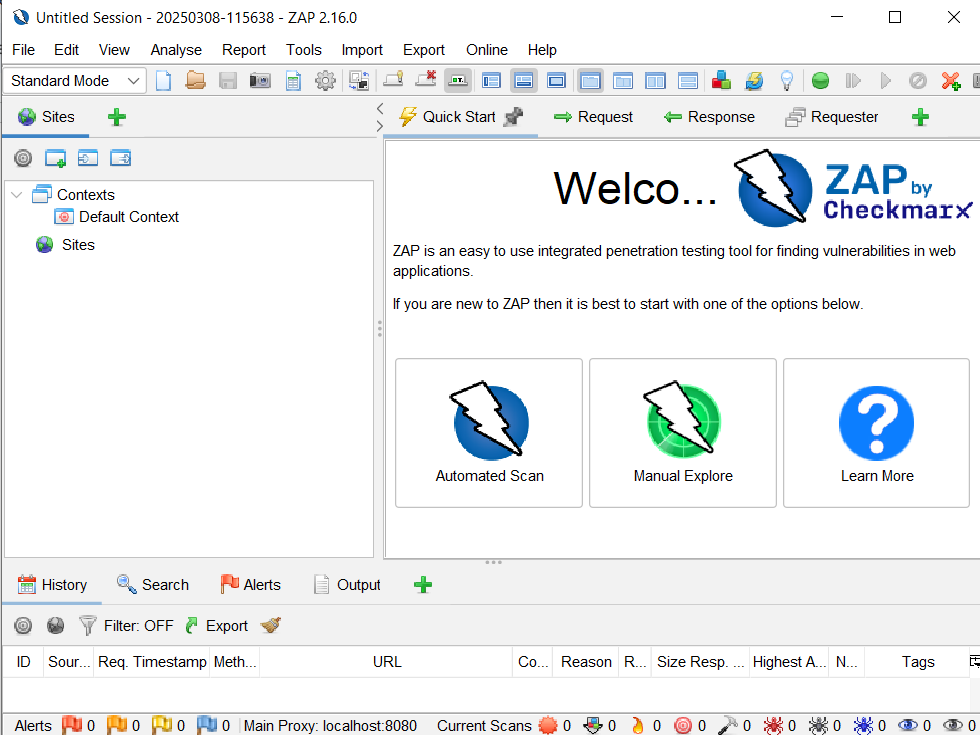 Untitled Session - 20250308-115638 - ZAP 2.16.0
File Edit View Analyse Report Tools Import Export Online Help
Standard Mode
Sites
Quick Start Request Response Requester
Contexts
Default Context
Sites
Welco...
ZAP by
Checkmarx
ZAP is an easy to use integrated penetration testing tool for finding vulnerabilities in web
applications.
If you are new to ZAP then it is best to start with one of the options below.
Automated Scan Manual Explore Learn More
History Search Alerts Output
Filter: OFF Export
ID Sour... Req. Timestamp Meth... URL Co... Reason R... Size Resp. ... Highest A... N... Tags
Alerts 0 0 0 0 Main Proxy: localhost:8080 Current Scans 0 0 0 0 0 0 0 0 0 0